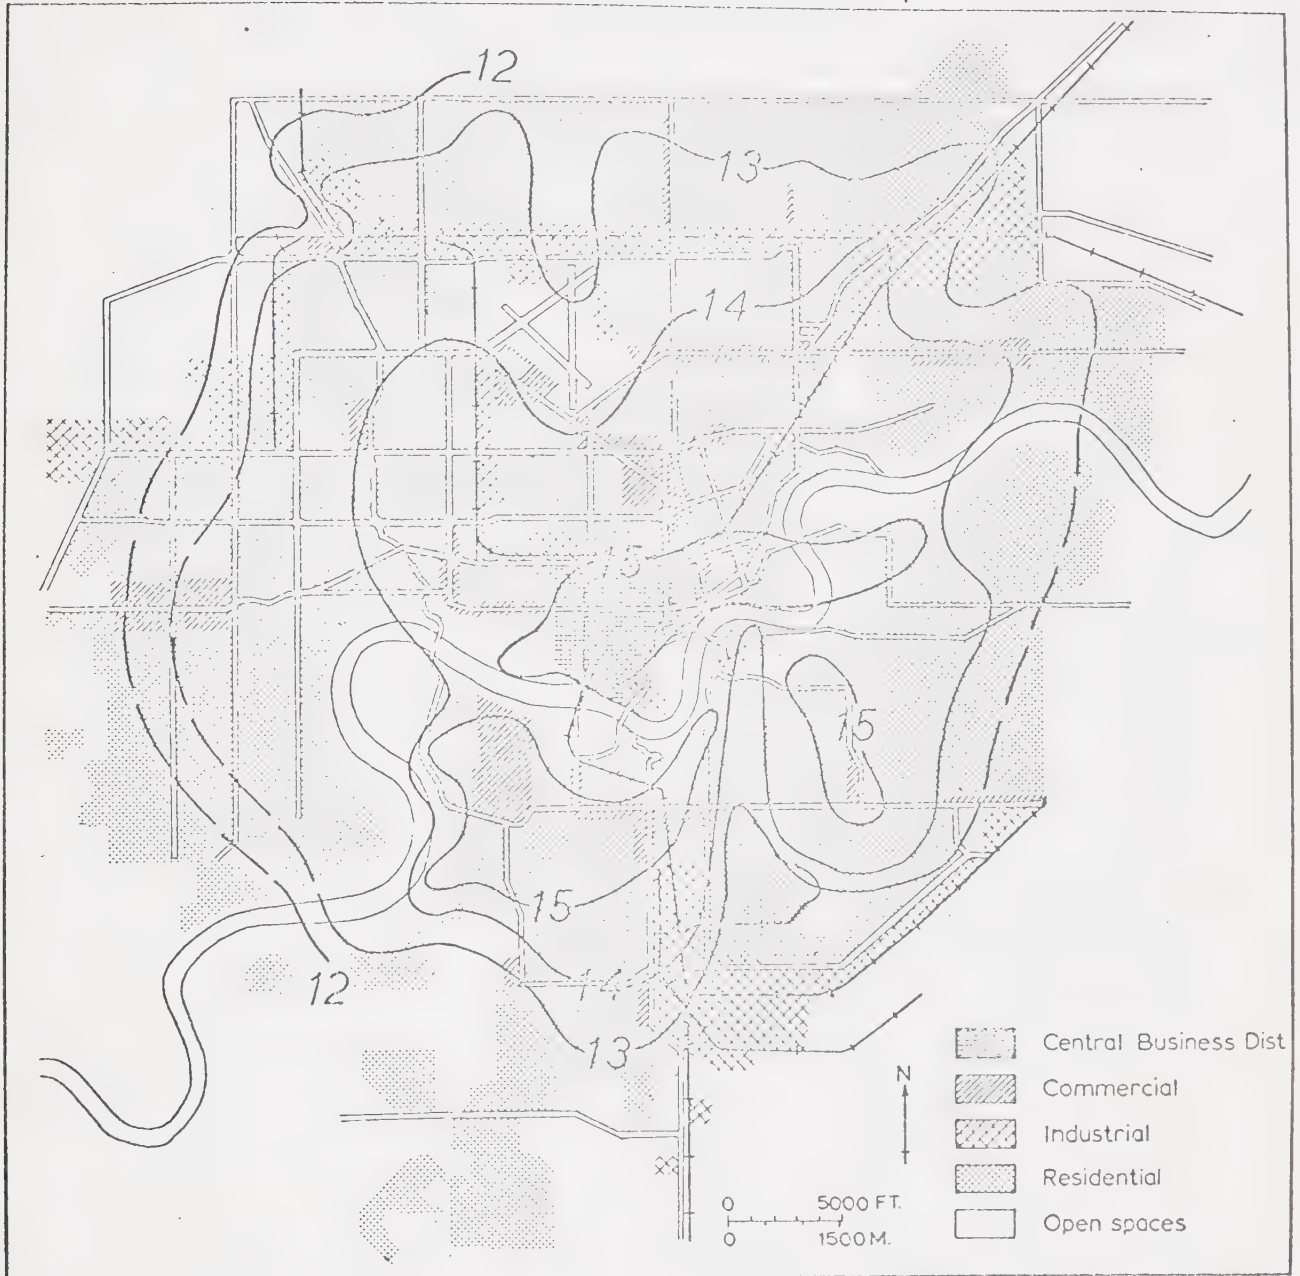 12
13
14
15
15
15
12
14
13
Central Business Dist
Commercial
N
Industrial
Residential
0 5000 FT.
0 1500 M.
Open spaces